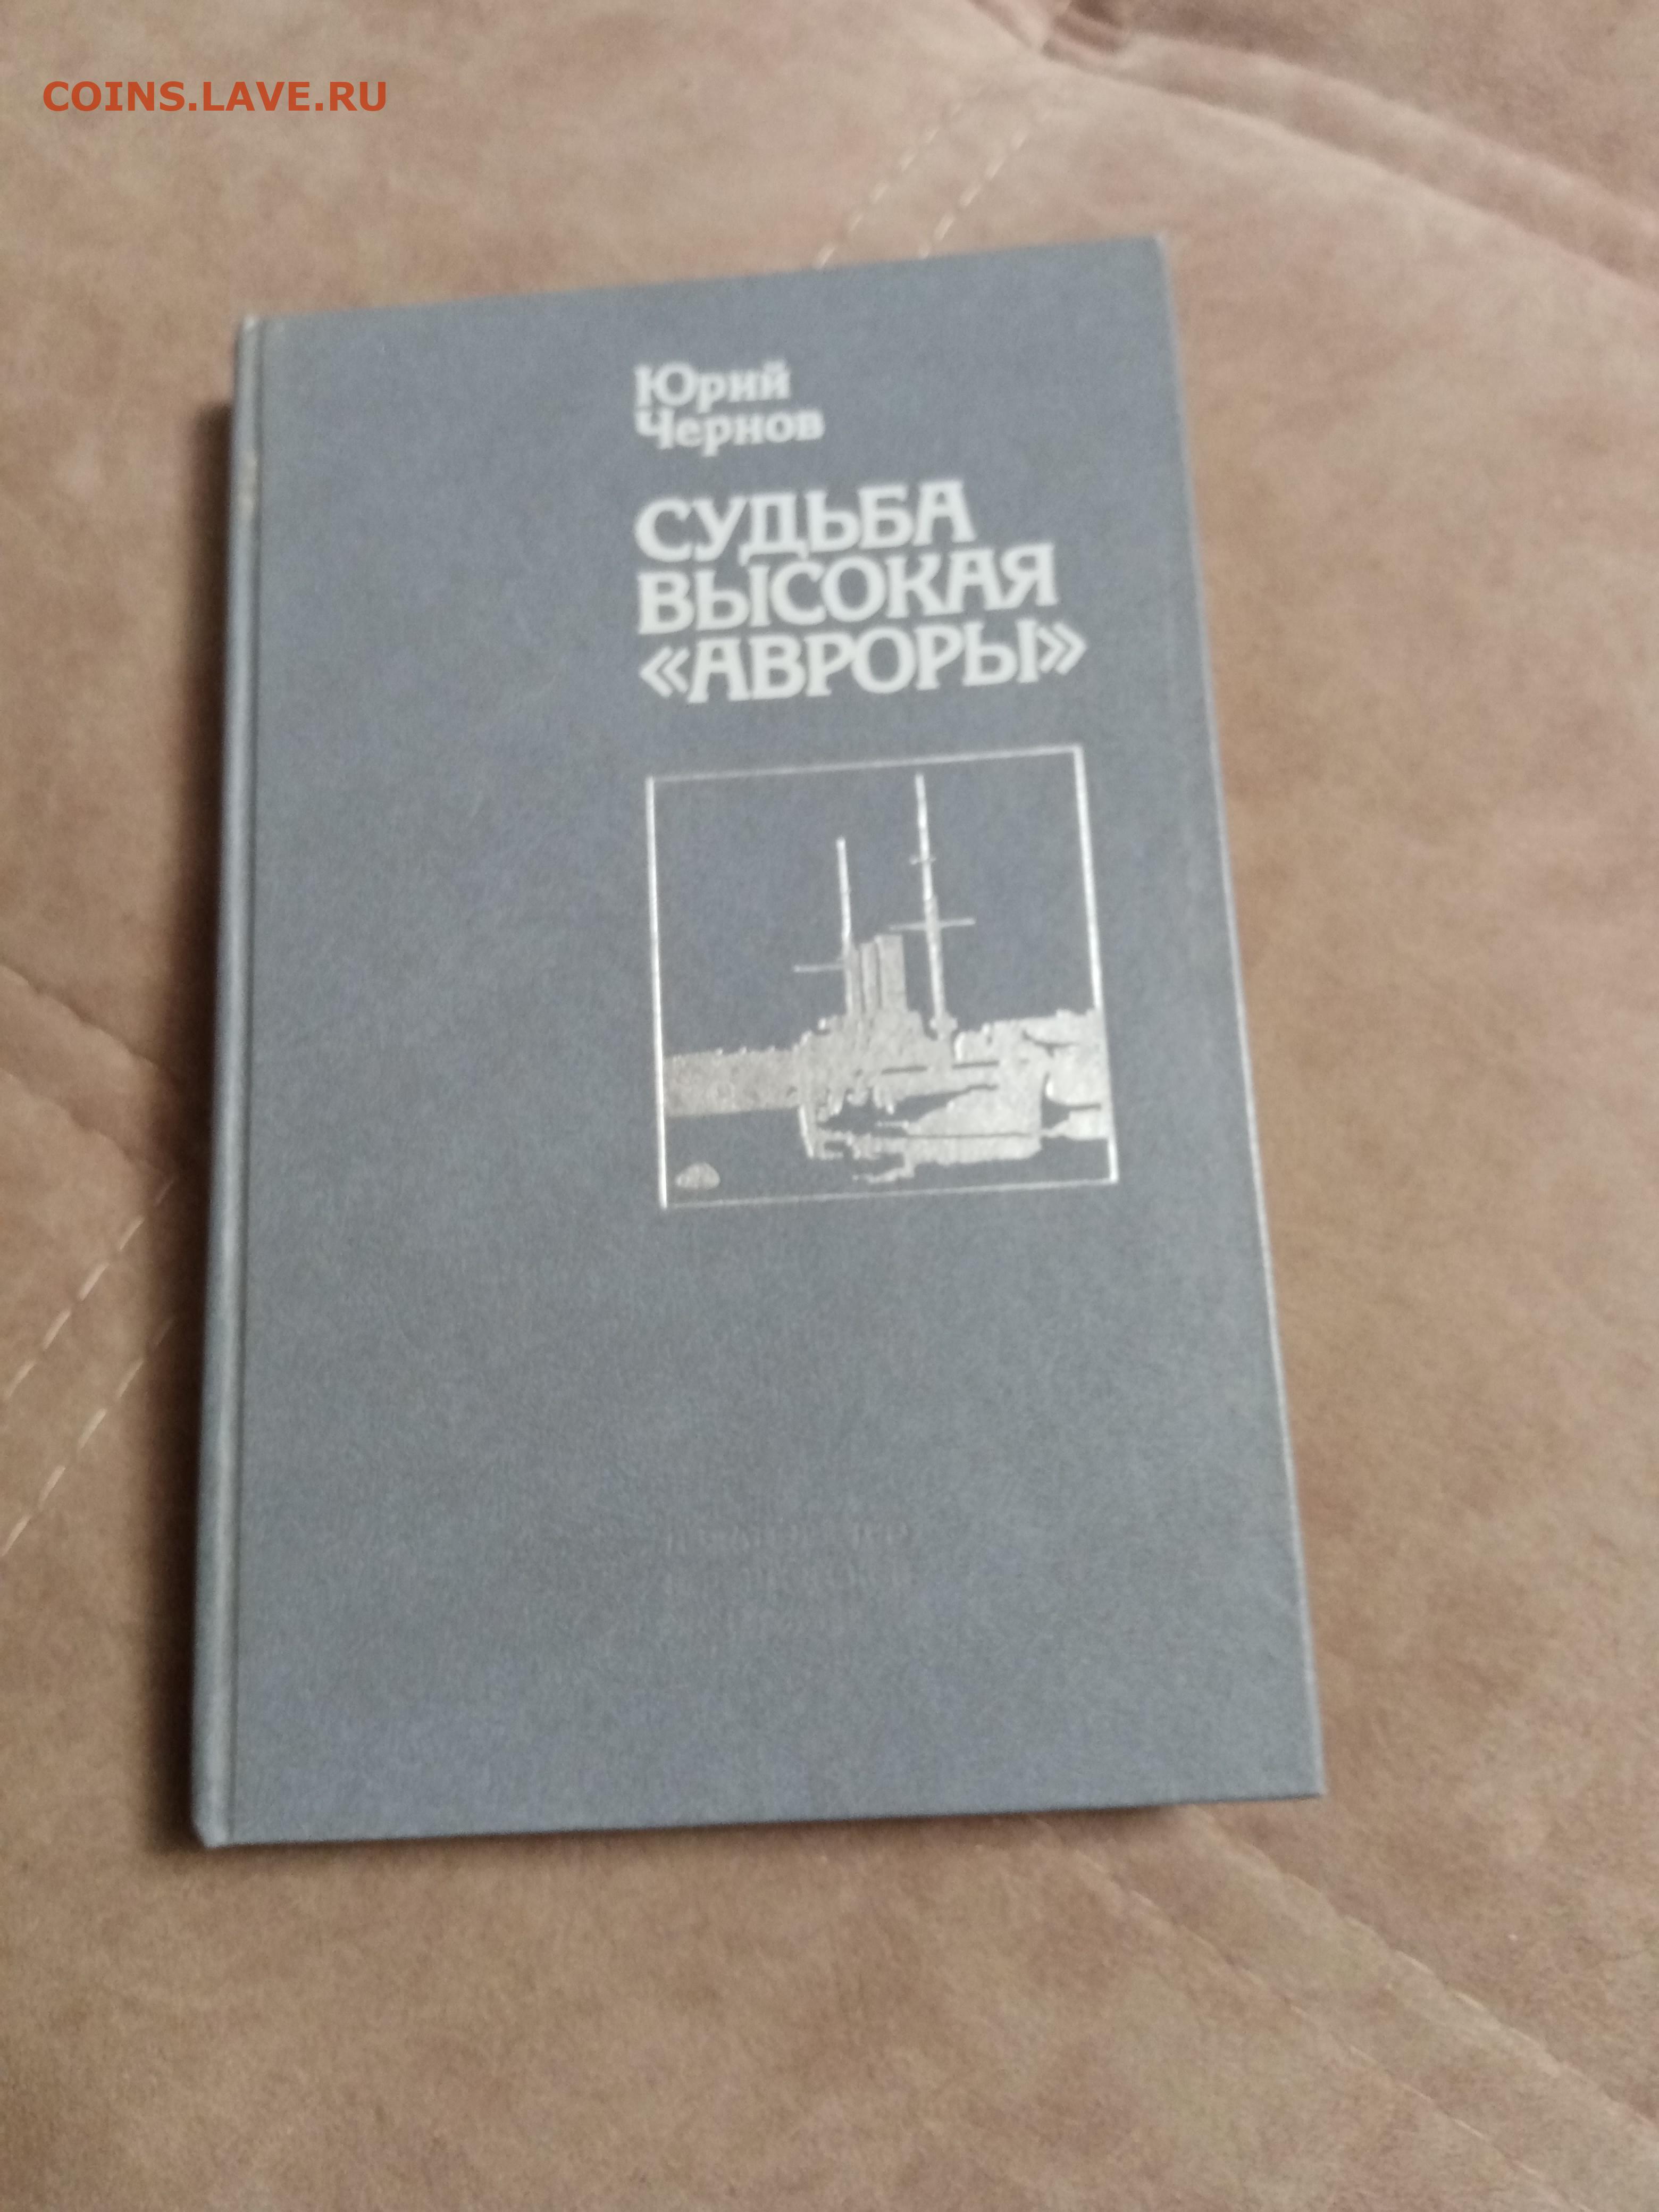 COINS.LAVE.RU
Юрий
Чернов
СУДЬБА
ВЫСОКАЯ
«АВРОРЫ»